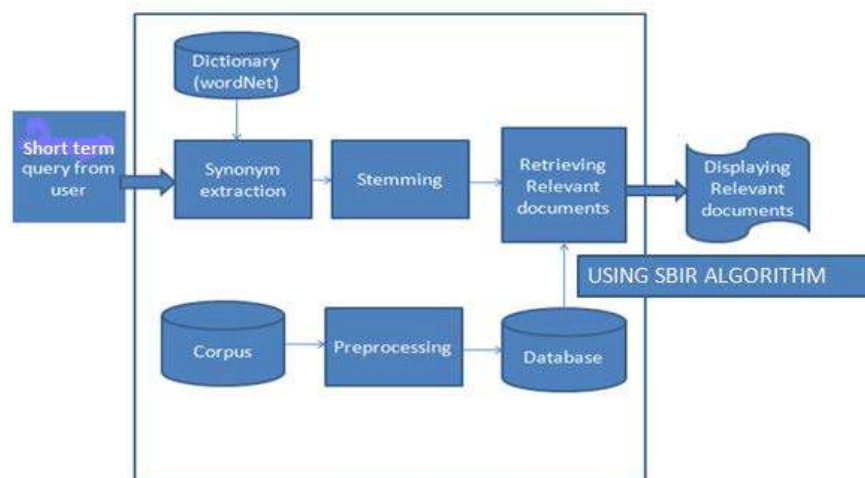 Dictionary
(wordNet)
Short term
query from
user
Synonym
extraction
Stemming
Retrieving
Relevant
documents
Displaying
Relevant
documents
USING SBIR ALGORITHM
Corpus
Preprocessing
Database